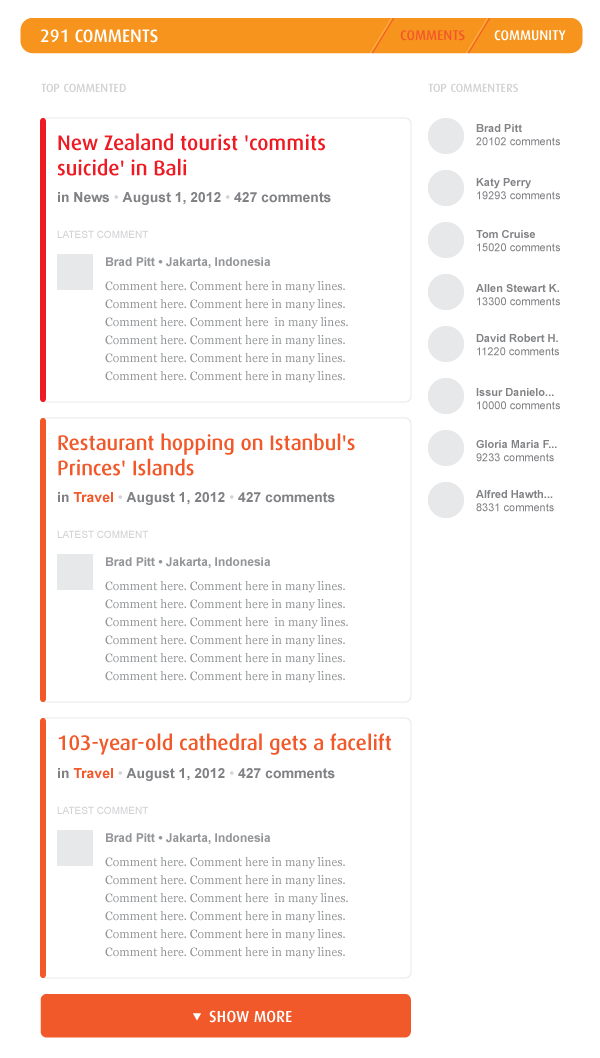 291 COMMENTS
COMMENTS
COMMUNITY
TOP COMMENTED
New Zealand tourist 'commits
suicide' in Bali
in News • August 1, 2012 • 427 comments
LATEST COMMENT
Brad Pitt • Jakarta, Indonesia
Comment here. Comment here in many lines.
Comment here. Comment here in many lines.
Comment here. Comment here  in many lines.
Comment here. Comment here in many lines.
Comment here. Comment here in many lines.
Comment here. Comment here in many lines.
Restaurant hopping on Istanbul's
Princes' Islands
in Travel • August 1, 2012 • 427 comments
LATEST COMMENT
Brad Pitt • Jakarta, Indonesia
Comment here. Comment here in many lines.
Comment here. Comment here in many lines.
Comment here. Comment here  in many lines.
Comment here. Comment here in many lines.
Comment here. Comment here in many lines.
Comment here. Comment here in many lines.
103-year-old cathedral gets a facelift
in Travel • August 1, 2012 • 427 comments
LATEST COMMENT
Brad Pitt • Jakarta, Indonesia
Comment here. Comment here in many lines.
Comment here. Comment here in many lines.
Comment here. Comment here  in many lines.
Comment here. Comment here in many lines.
Comment here. Comment here in many lines.
Comment here. Comment here in many lines.
▼ SHOW MORE
TOP COMMENTERS
Brad Pitt
20102 comments
Katy Perry
19293 comments
Tom Cruise
15020 comments
Allen Stewart K.
13300 comments
David Robert H.
11220 comments
Issur Danielo...
10000 comments
Gloria Maria F...
9233 comments
Alfred Hawth...
8331 comments